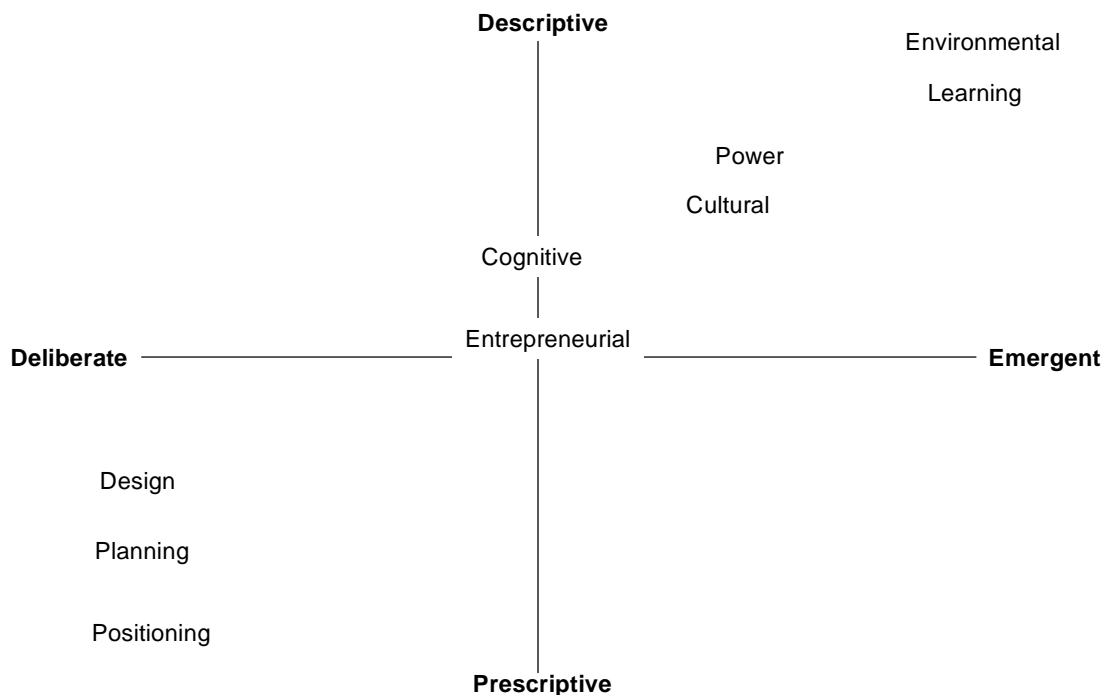 Descriptive
Environmental
Learning
Power
Cultural
Cognitive
Entrepreneurial
Deliberate
Emergent
Design
Planning
Positioning
Prescriptive